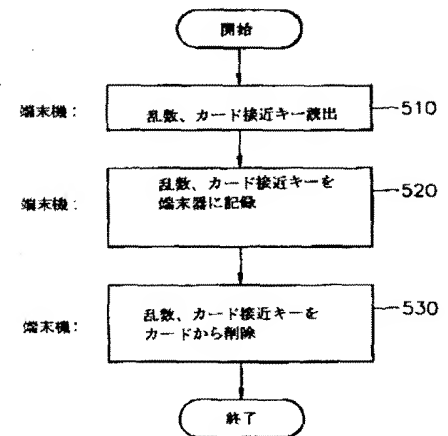 開始
端末機： 乱数、カード接近キー読出 510
乱数、カード接近キーを 520
端末機： 端末器に記録
乱数、カード接近キーを 530
端末機： カードから削除
終了